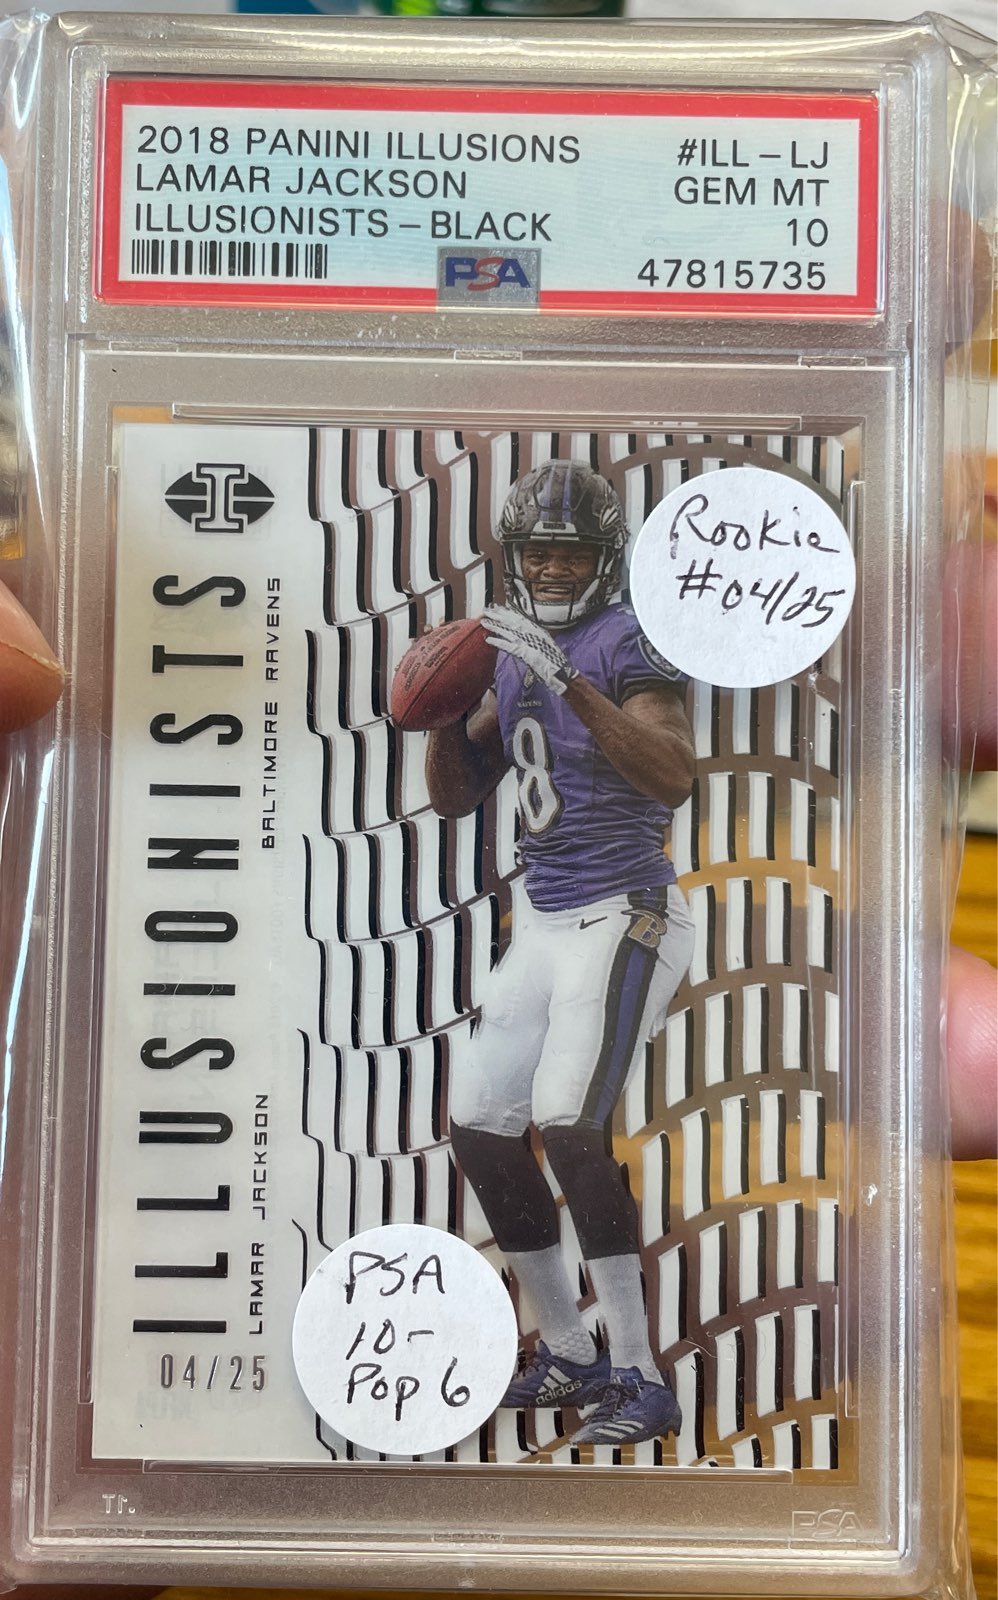 2018 PANINI ILLUSIONS #ILL-LJ
LAMAR JACKSON GEM MT
ILLUSIONISTS-BLACK 10
PSA 47815735
I
ILLUSIONISTS
BALTIMORE RAVENS
LAMAR JACKSON
04/25
Rookie
#04/25
RAVENS
8
B
adidas
PSA
10-
Pop 6
PSA